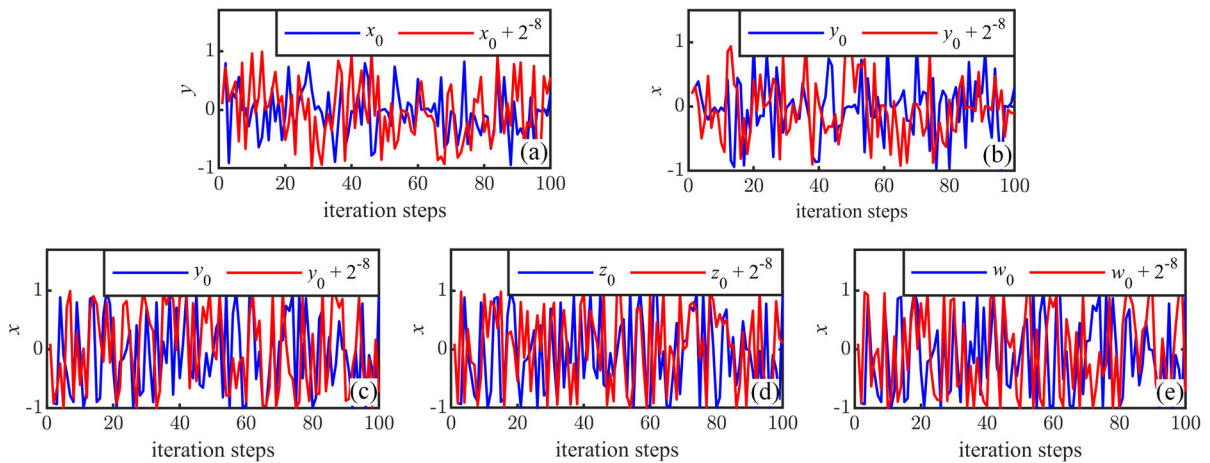 x₀ x₀ + 2⁻⁸
y
1
0
-1
0 20 40 60 80 100
(a)
iteration steps
y₀ y₀ + 2⁻⁸
x
1
0
-1
0 20 40 60 80 100
(b)
iteration steps
y₀ y₀ + 2⁻⁸
x
1
0
-1
0 20 40 60 80 100
(c)
iteration steps
z₀ z₀ + 2⁻⁸
x
1
0
-1
0 20 40 60 80 100
(d)
iteration steps
w₀ w₀ + 2⁻⁸
x
1
0
-1
0 20 40 60 80 100
(e)
iteration steps